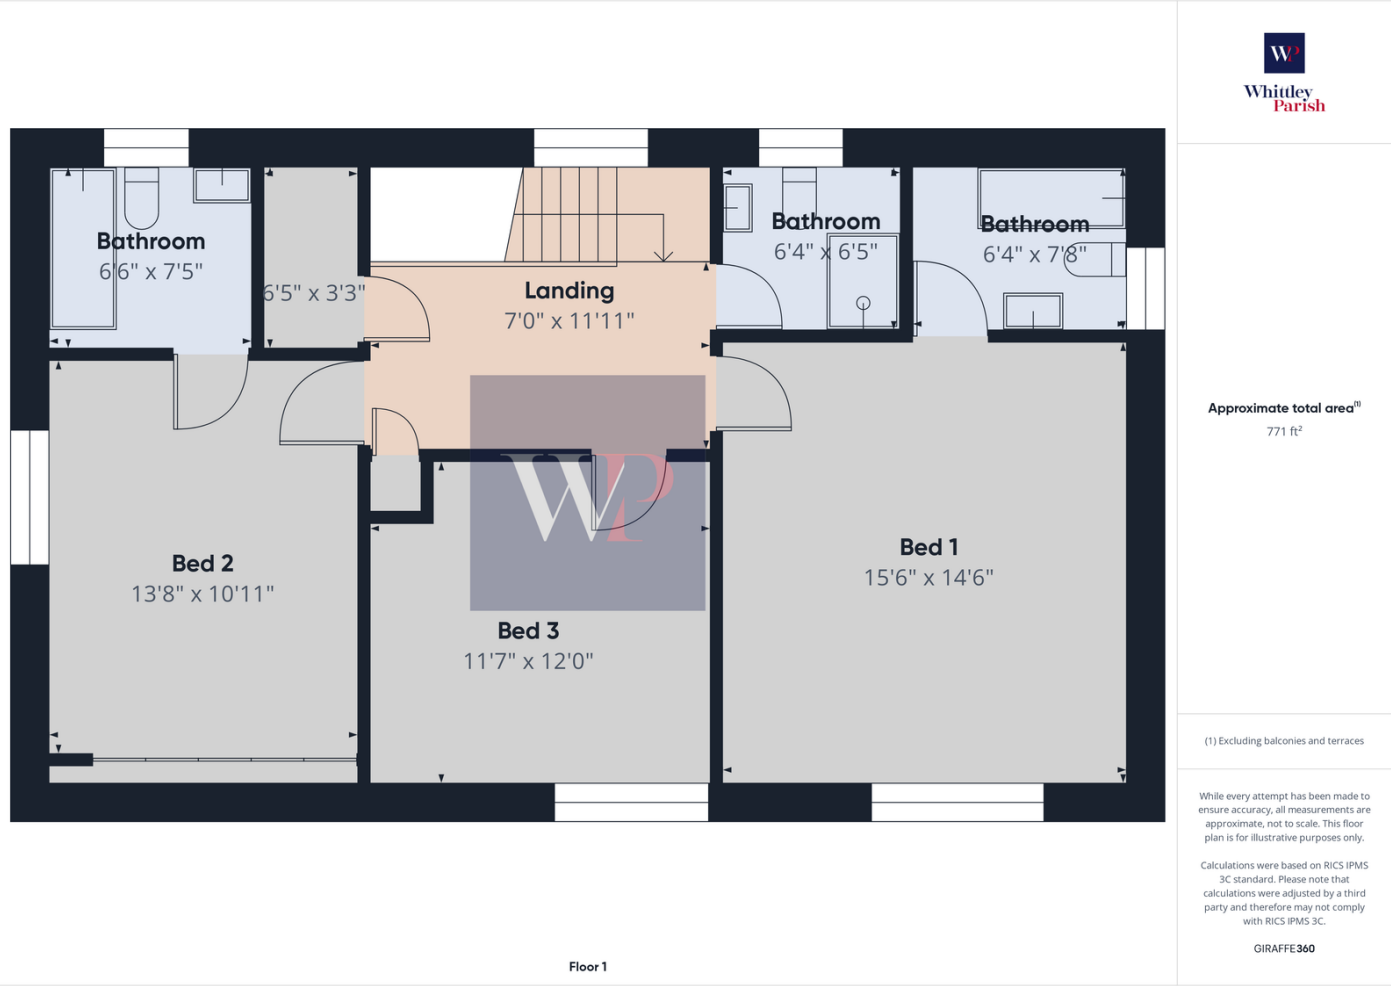 WP
Whittley
Parish
Bathroom
6'6" x 7'5"
6'5" x 3'3"
Landing
7'0" x 11'11"
Bathroom
6'4" x 6'5"
Bathroom
6'4" x 7'8"
Bed 2
13'8" x 10'11"
WP
Bed 3
11'7" x 12'0"
Bed 1
15'6" x 14'6"
Floor 1
Approximate total area(1)
771 ft²
(1) Excluding balconies and terraces
While every attempt has been made to
ensure accuracy, all measurements are
approximate, not to scale. This floor
plan is for illustrative purposes only.
Calculations were based on RICS IPMS
3C standard. Please note that
calculations were adjusted by a third
party and therefore may not comply
with RICS IPMS 3C.
GIRAFFE360